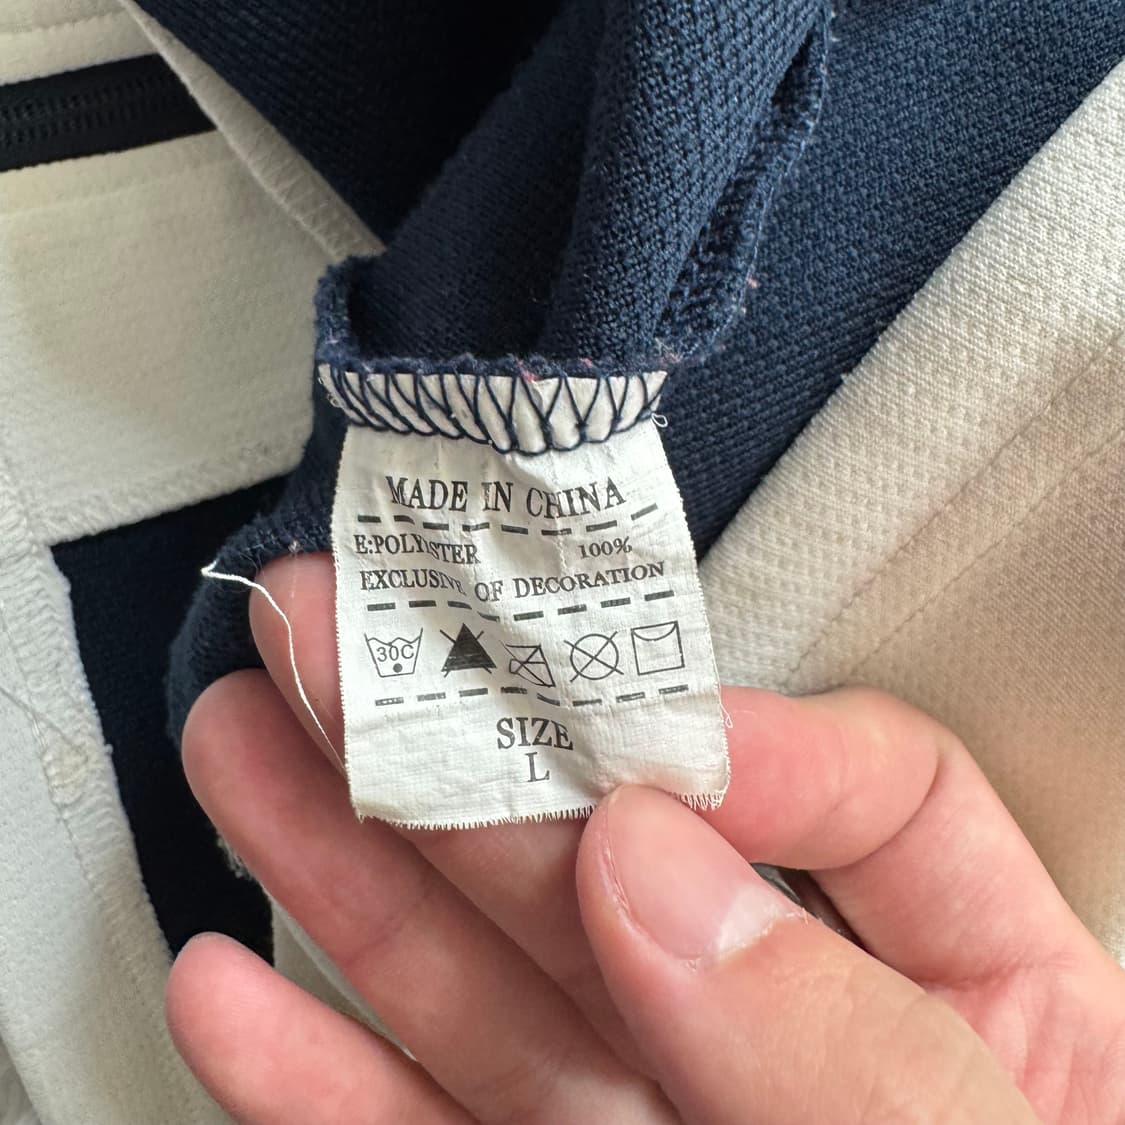 MADE IN CHINA
E:POLYESTER 100%
EXCLUSIVE OF DECORATION
30C
SIZE
L